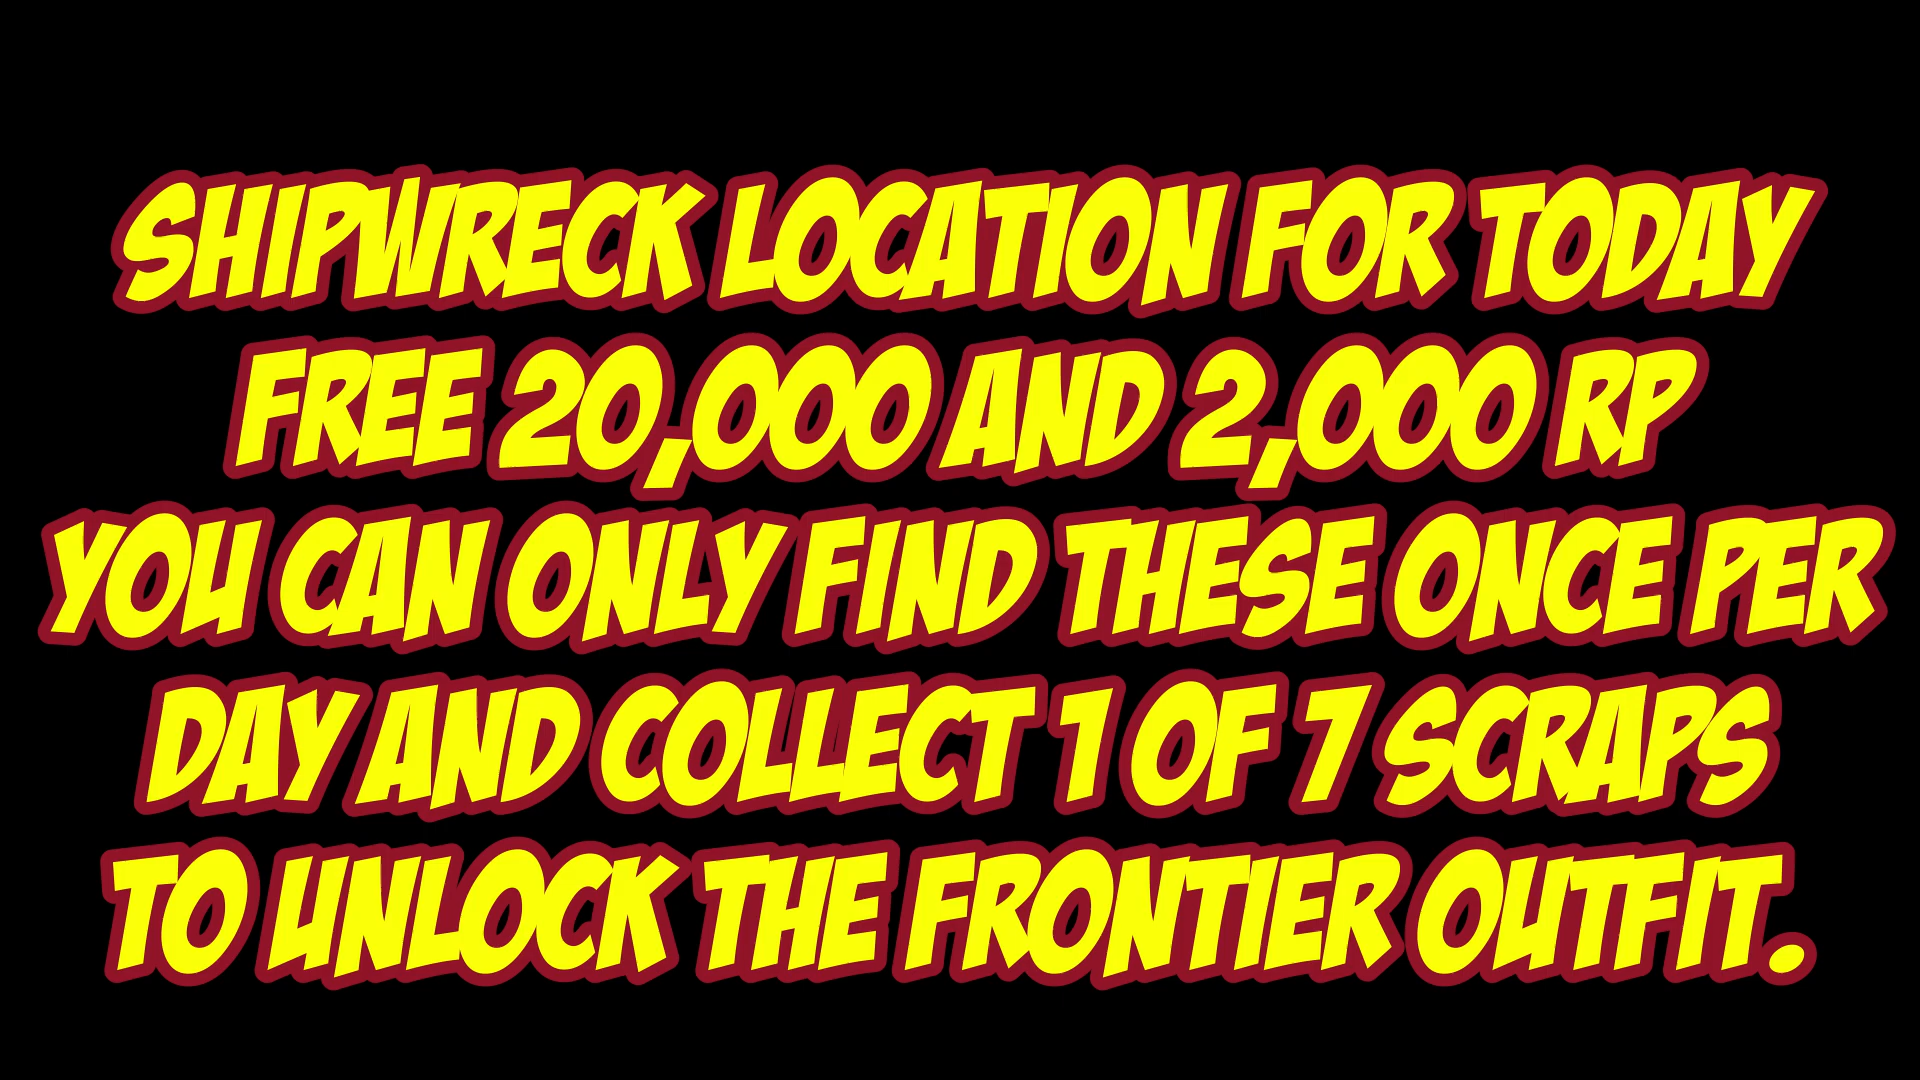 SHIPWRECK LOCATION FOR TODAY
FREE 20,000 AND 2,000 RP
YOU CAN ONLY FIND THESE ONCE PER
DAY AND COLLECT 1 OF 7 SCRAPS
TO UNLOCK THE FRONTIER OUTFIT.